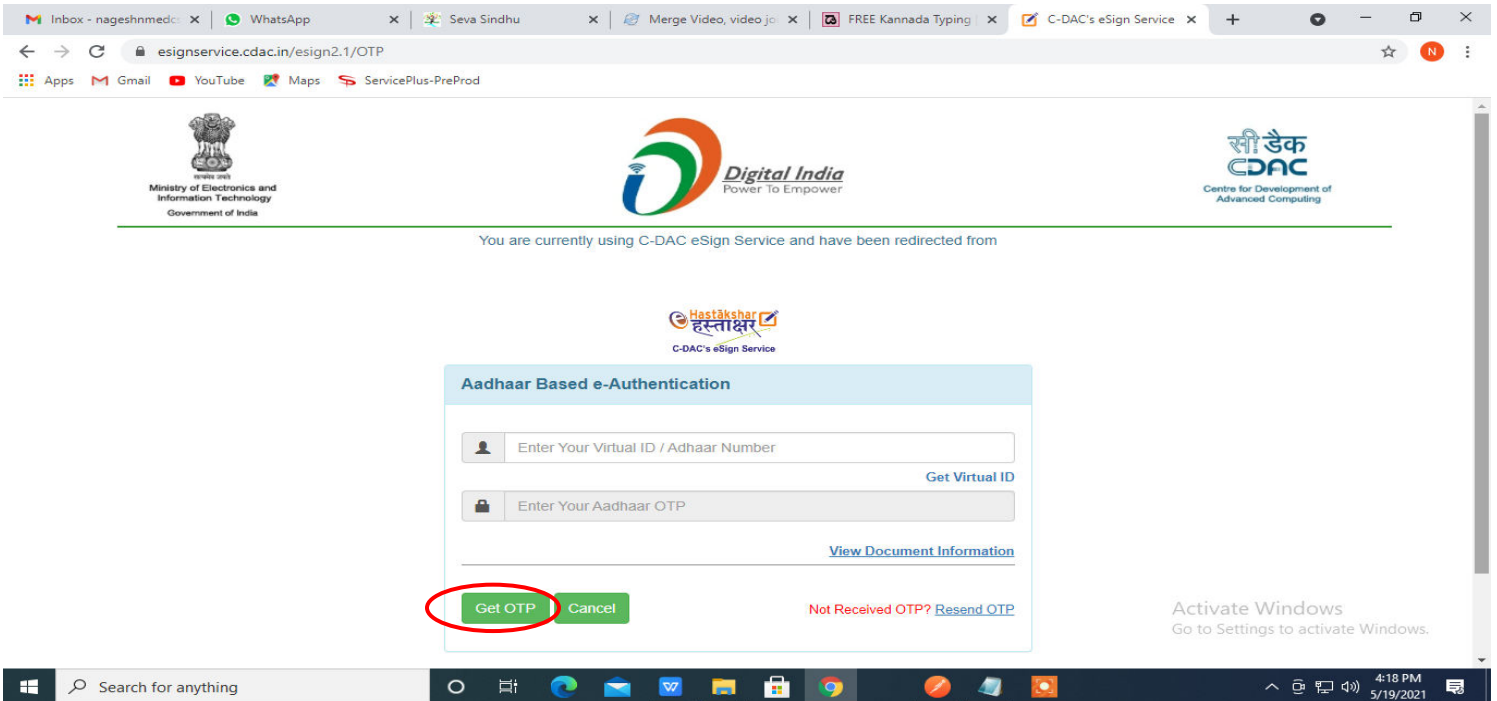 Inbox - nageshnmedcs
WhatsApp
Seva Sindhu
Merge Video, video jo
FREE Kannada Typing
C-DAC's eSign Service
esignservice.cdac.in/esign2.1/OTP
N
Apps
Gmail
YouTube
Maps
ServicePlus-PreProd
सत्यमेव जयते
Ministry of Electronics and
Information Technology
Government of India
Digital India
Power To Empower
सी डैक
CDAC
Centre for Development of
Advanced Computing
You are currently using C-DAC eSign Service and have been redirected from
e Hastākshar
हस्ताक्षर
C-DAC's eSign Service
Aadhaar Based e-Authentication
Enter Your Virtual ID / Adhaar Number
Get Virtual ID
Enter Your Aadhaar OTP
View Document Information
Get OTP
Cancel
Not Received OTP? Resend OTP
Activate Windows
Go to Settings to activate Windows.
Search for anything
W
4:18 PM
5/19/2021